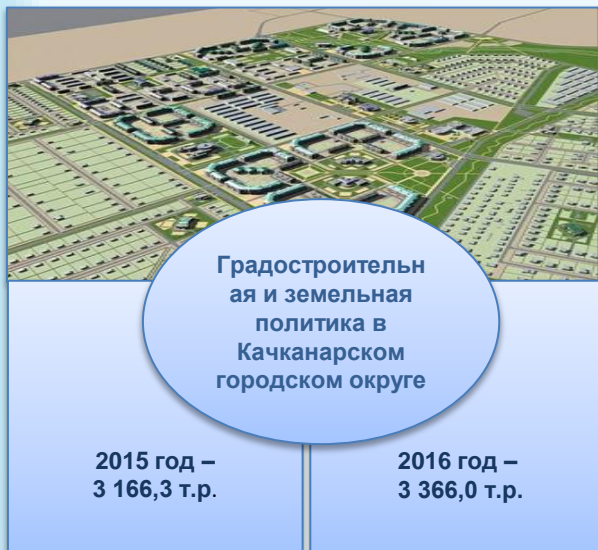 Градостроительн
ая и земельная
политика в
Качканарском
городском округе
2015 год –
3 166,3 т.р.
2016 год –
3 366,0 т.р.